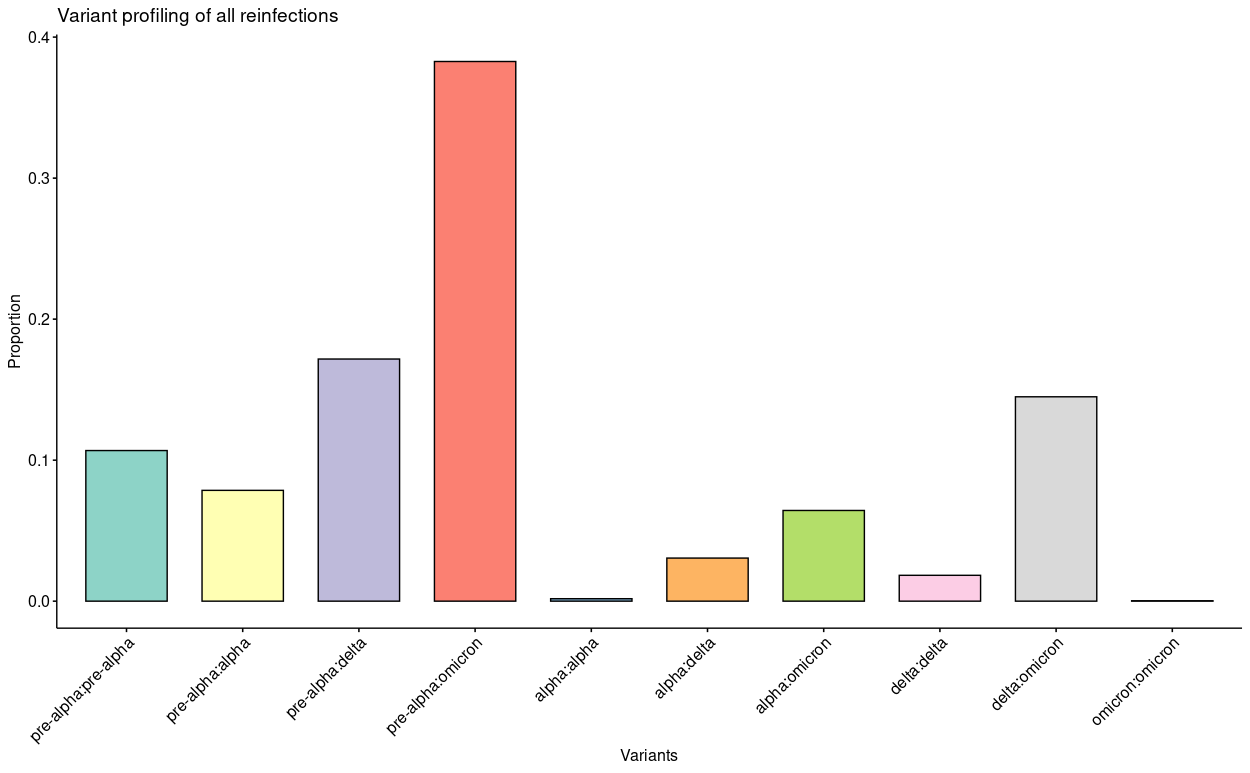 Variant profiling of all reinfections
0.4
0.3
0.2
0.1
0.0
Proportion
pre-alpha:pre-alpha
pre-alpha:alpha
pre-alpha:delta
pre-alpha:omicron
alpha:alpha
alpha:delta
alpha:omicron
delta:delta
delta:omicron
omicron:omicron
Variants